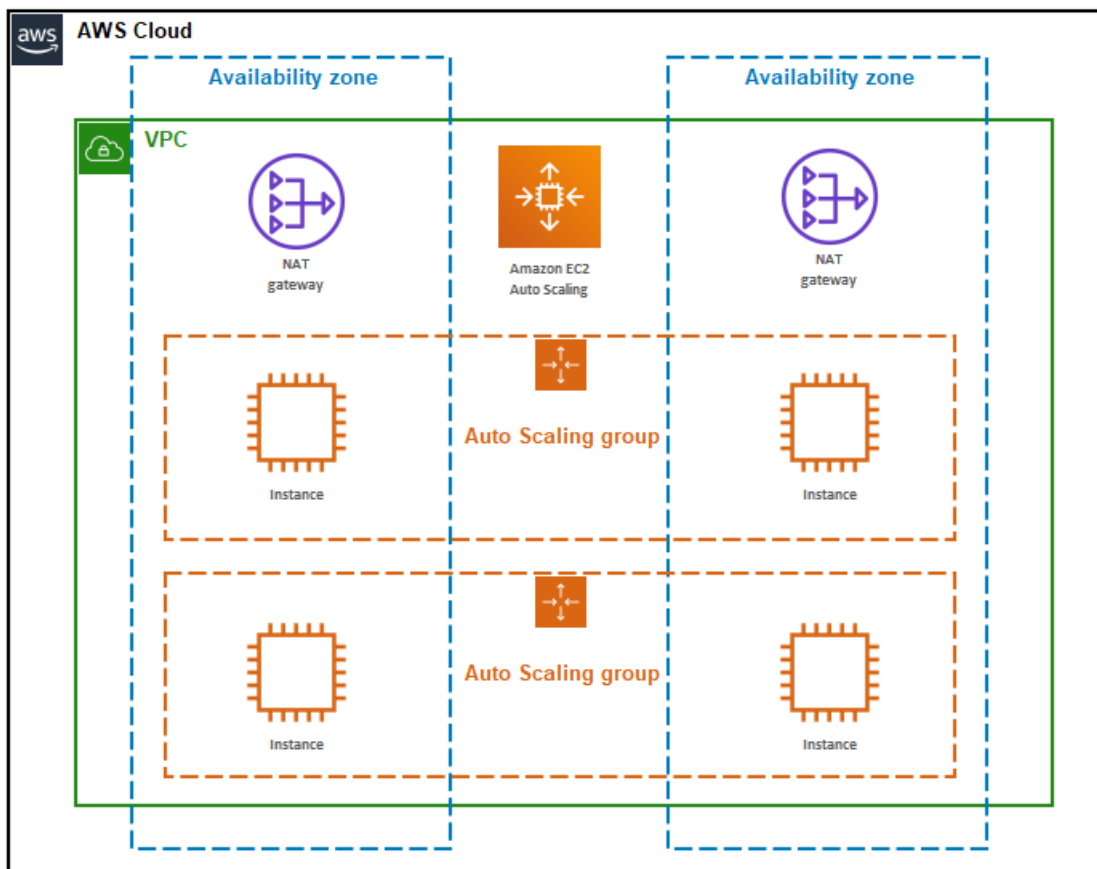 aws
AWS Cloud
Availability zone
Availability zone
VPC
NAT
gateway
Amazon EC2
Auto Scaling
NAT
gateway
Auto Scaling group
Instance
Instance
Auto Scaling group
Instance
Instance